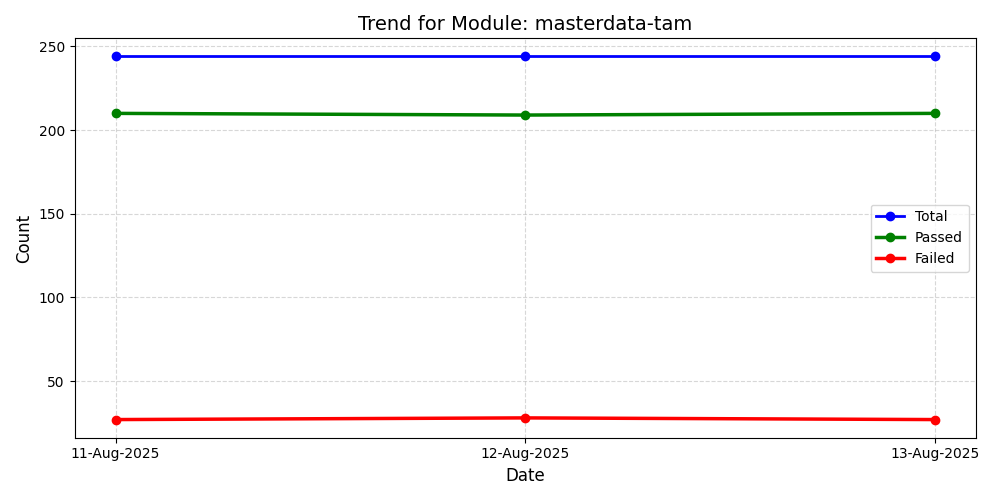 Trend for Module: masterdata-tam
250
200
150
100
50
Count
Total
Passed
Failed
11-Aug-2025 12-Aug-2025 13-Aug-2025
Date